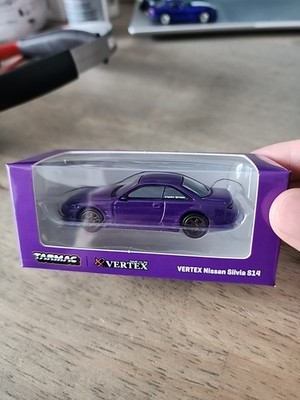 TARMAC
VERTEX
VERTEX Nissan Silvia S14